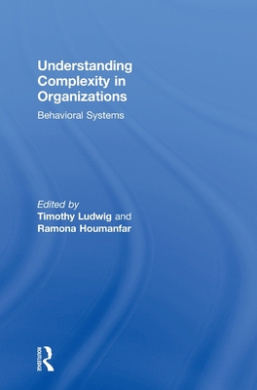 Understanding
Complexity in
Organizations
Behavioral Systems
Edited by
Timothy Ludwig and
Ramona Houmanfar
ROUTLEDGE